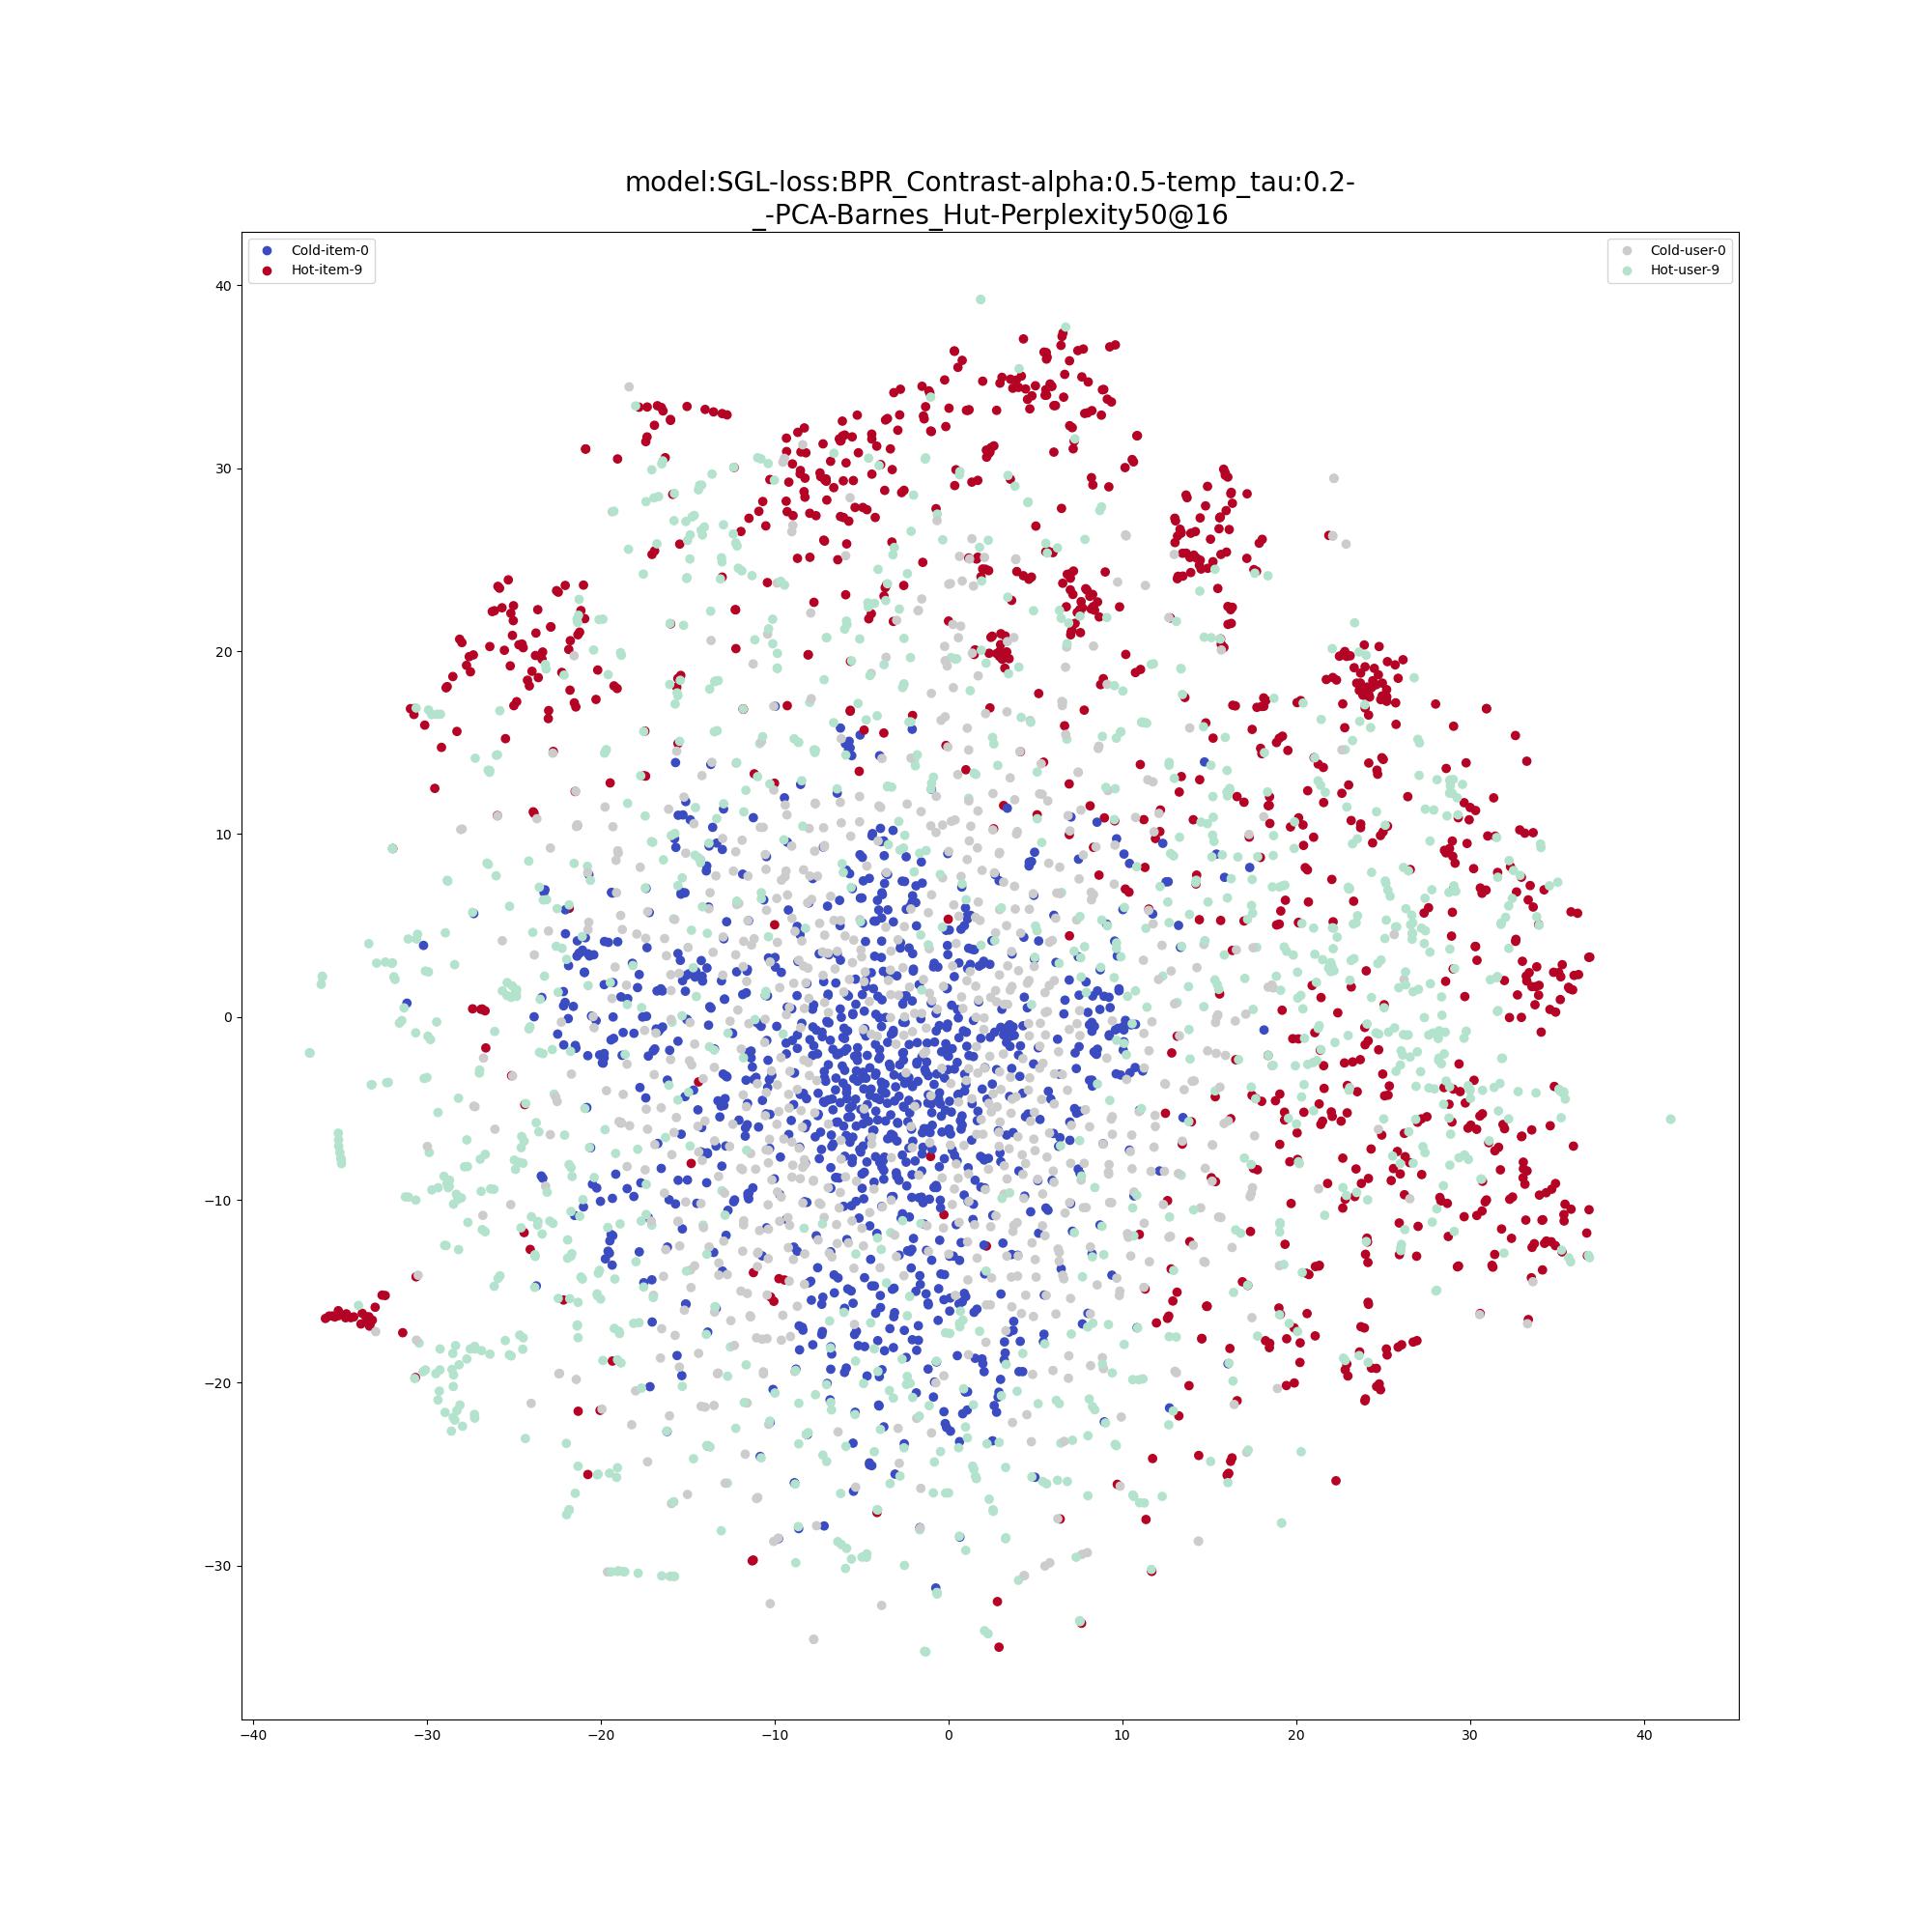 model:SGL-loss:BPR_Contrast-alpha:0.5-temp_tau:0.2-
_-PCA-Barnes_Hut-Perplexity50@16
Cold-item-0
Hot-item-9
Cold-user-0
Hot-user-9
40
30
20
10
0
−10
−20
−30
−40
−30
−20
−10
0
10
20
30
40